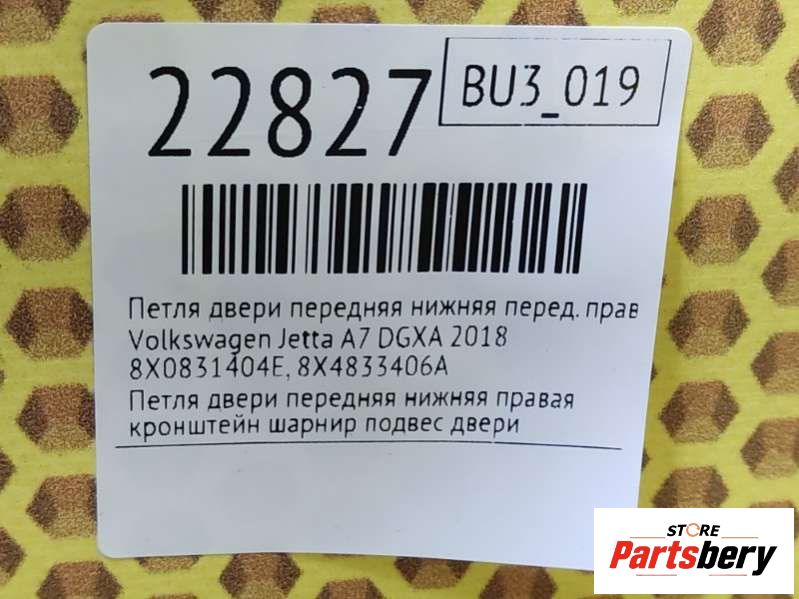 22827
BU3_019
Петля двери передняя нижняя перед. прав
Volkswagen Jetta A7 DGXA 2018
8X0831404E, 8X4833406A
Петля двери передняя нижняя правая
кронштейн шарнир подвес двери
STORE
Partsbery